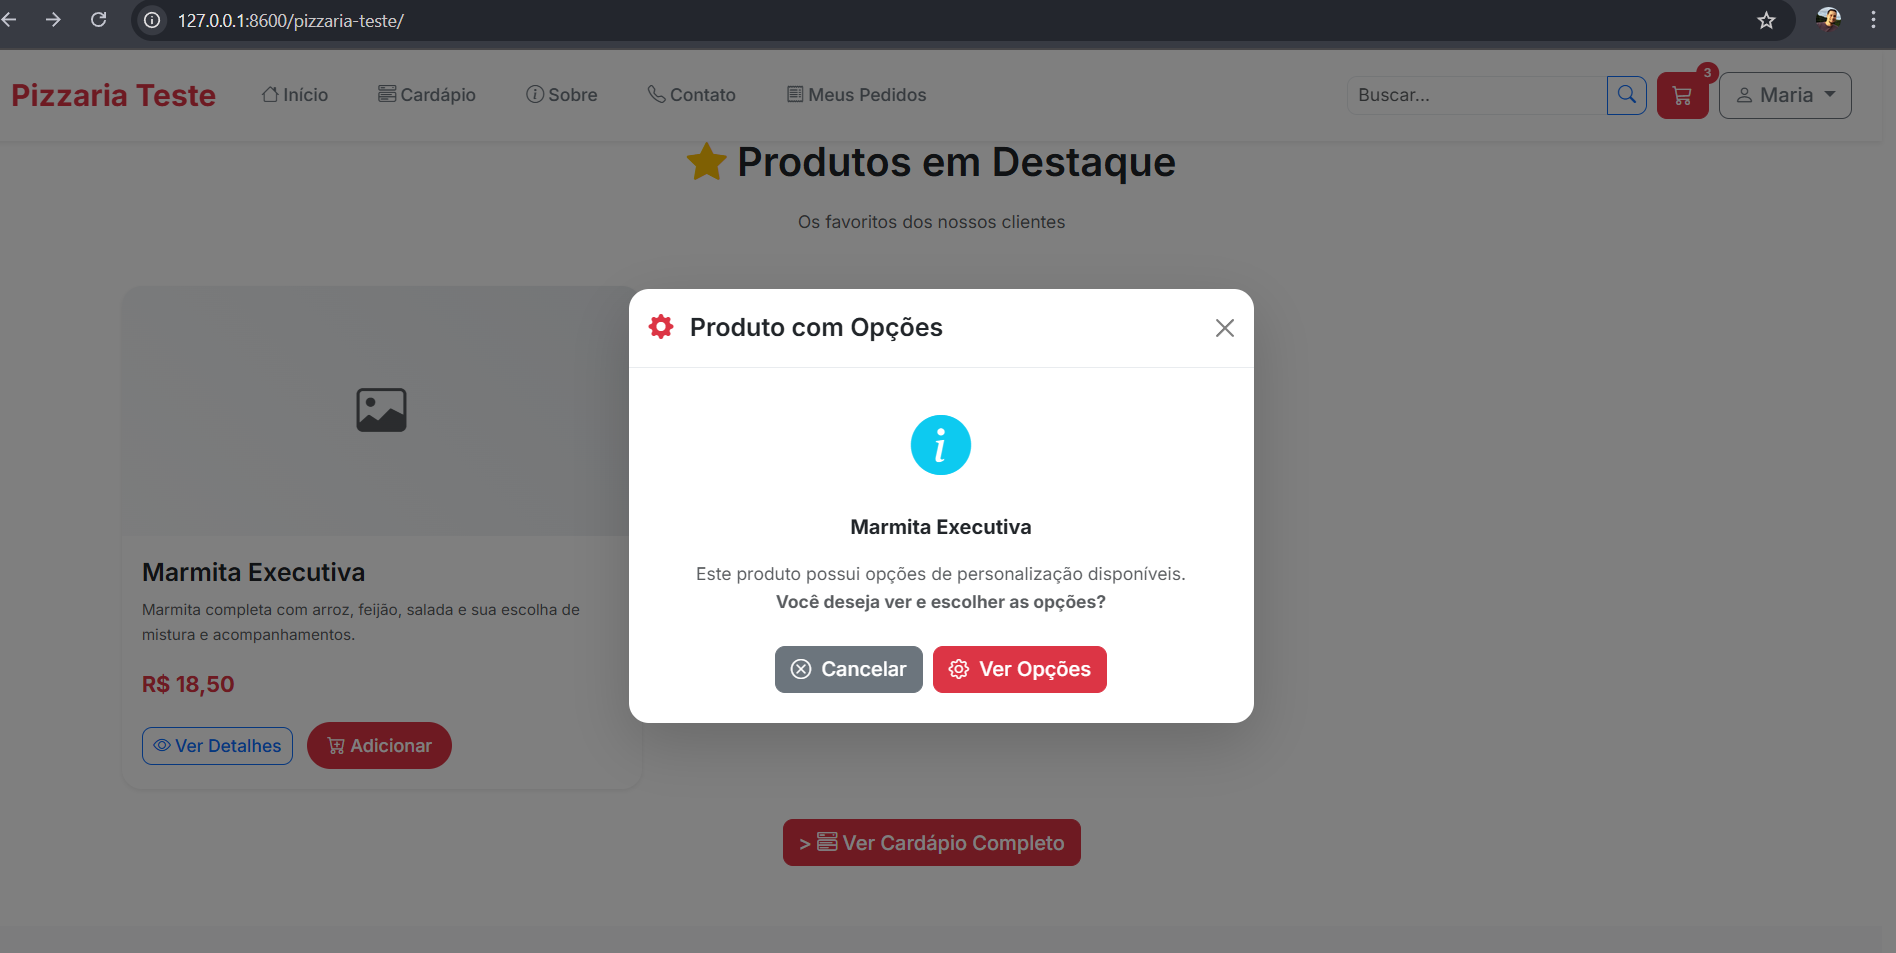 127.0.0.1:8600/pizzaria-teste/
Pizzaria Teste
Início
Cardápio
Sobre
Contato
Meus Pedidos
Buscar...
3
Maria
Produtos em Destaque
Os favoritos dos nossos clientes
Produto com Opções
Marmita Executiva
Este produto possui opções de personalização disponíveis.
Você deseja ver e escolher as opções?
Cancelar
Ver Opções
Marmita Executiva
Marmita completa com arroz, feijão, salada e sua escolha de
mistura e acompanhamentos.
R$ 18,50
Ver Detalhes
Adicionar
> Ver Cardápio Completo